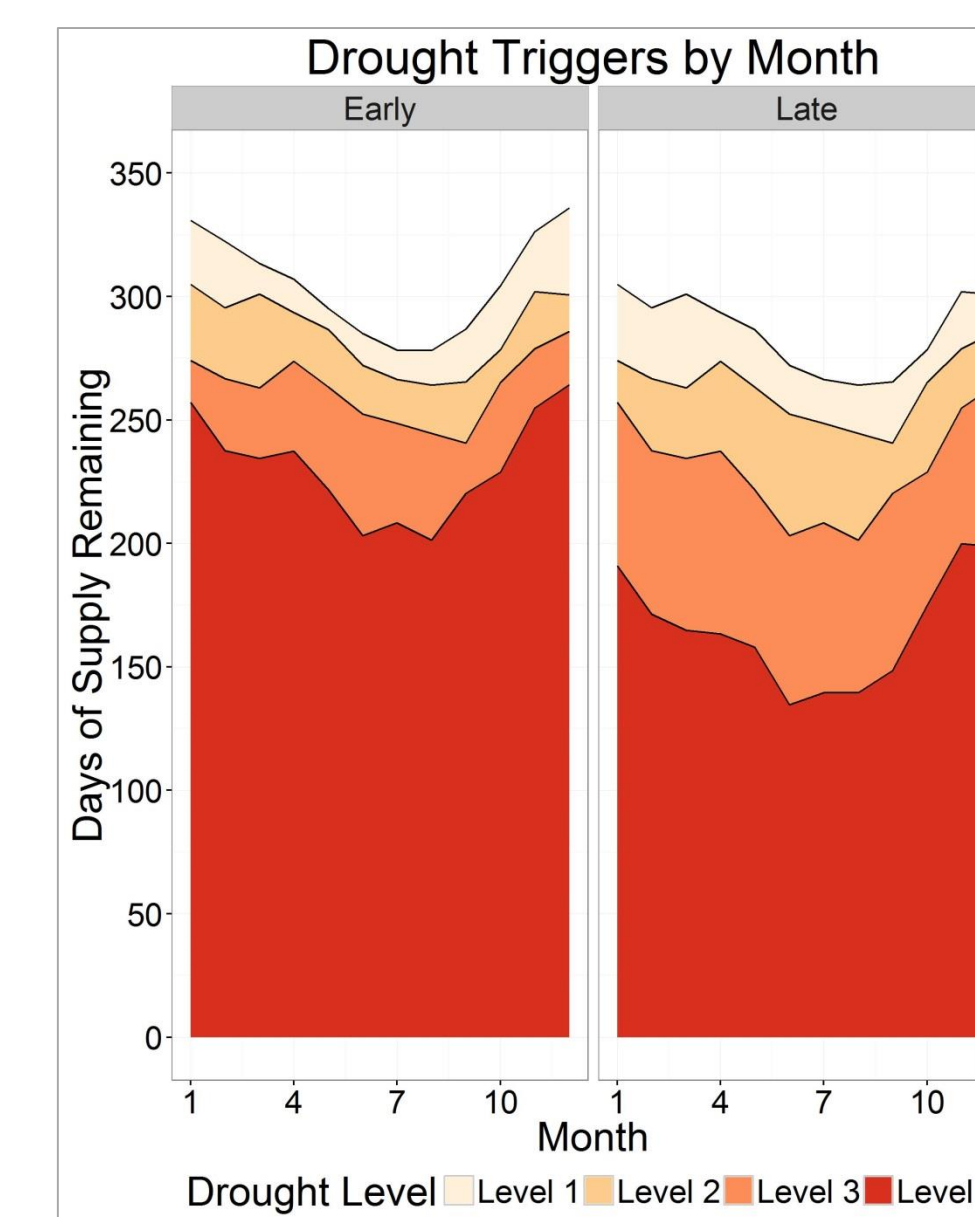 Drought Triggers by Month
Early Late
Days of Supply Remaining
350
300
250
200
150
100
50
0
1 4 7 10 1 4 7 10
Month
Drought Level Level 1 Level 2 Level 3 Level